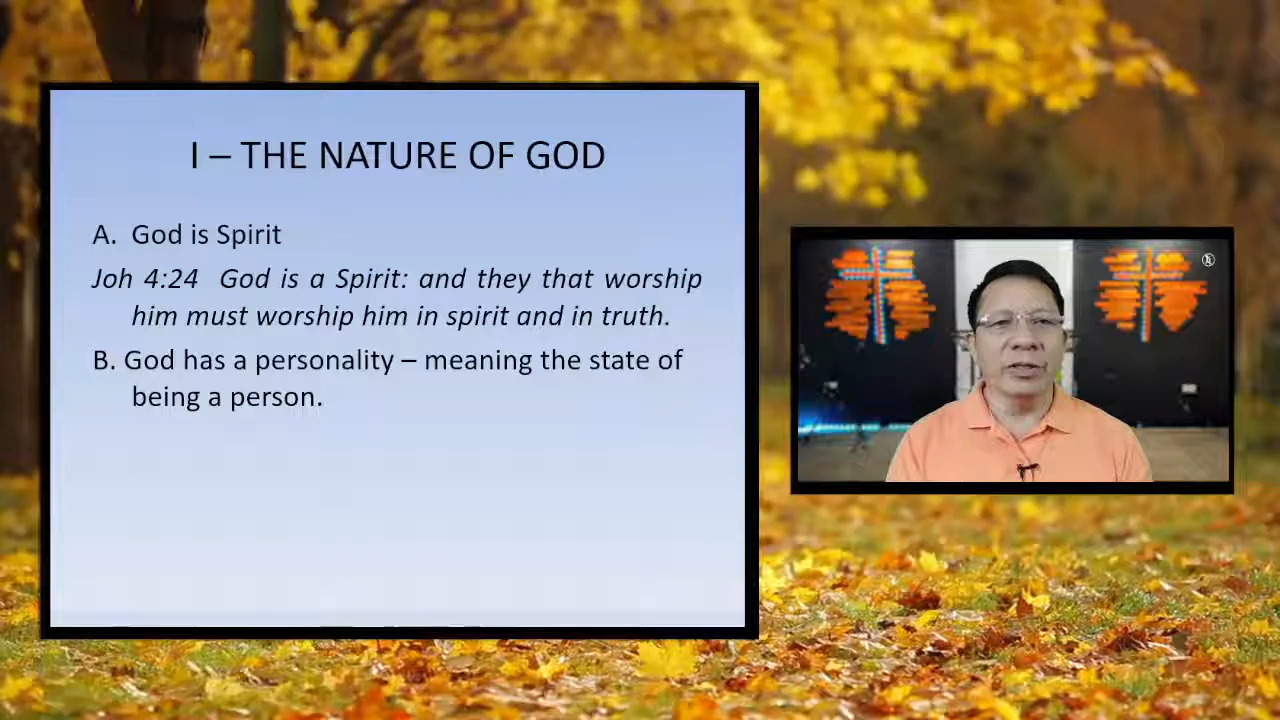 I – THE NATURE OF GOD
A. God is Spirit
Joh 4:24 God is a Spirit: and they that worship
him must worship him in spirit and in truth.
B. God has a personality – meaning the state of
being a person.